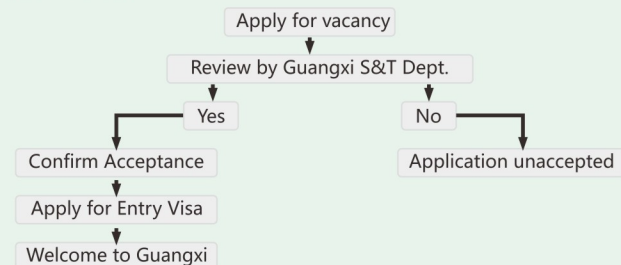 Apply for vacancy
Review by Guangxi S&T Dept.
Yes
No
Confirm Acceptance
Application unaccepted
Apply for Entry Visa
Welcome to Guangxi